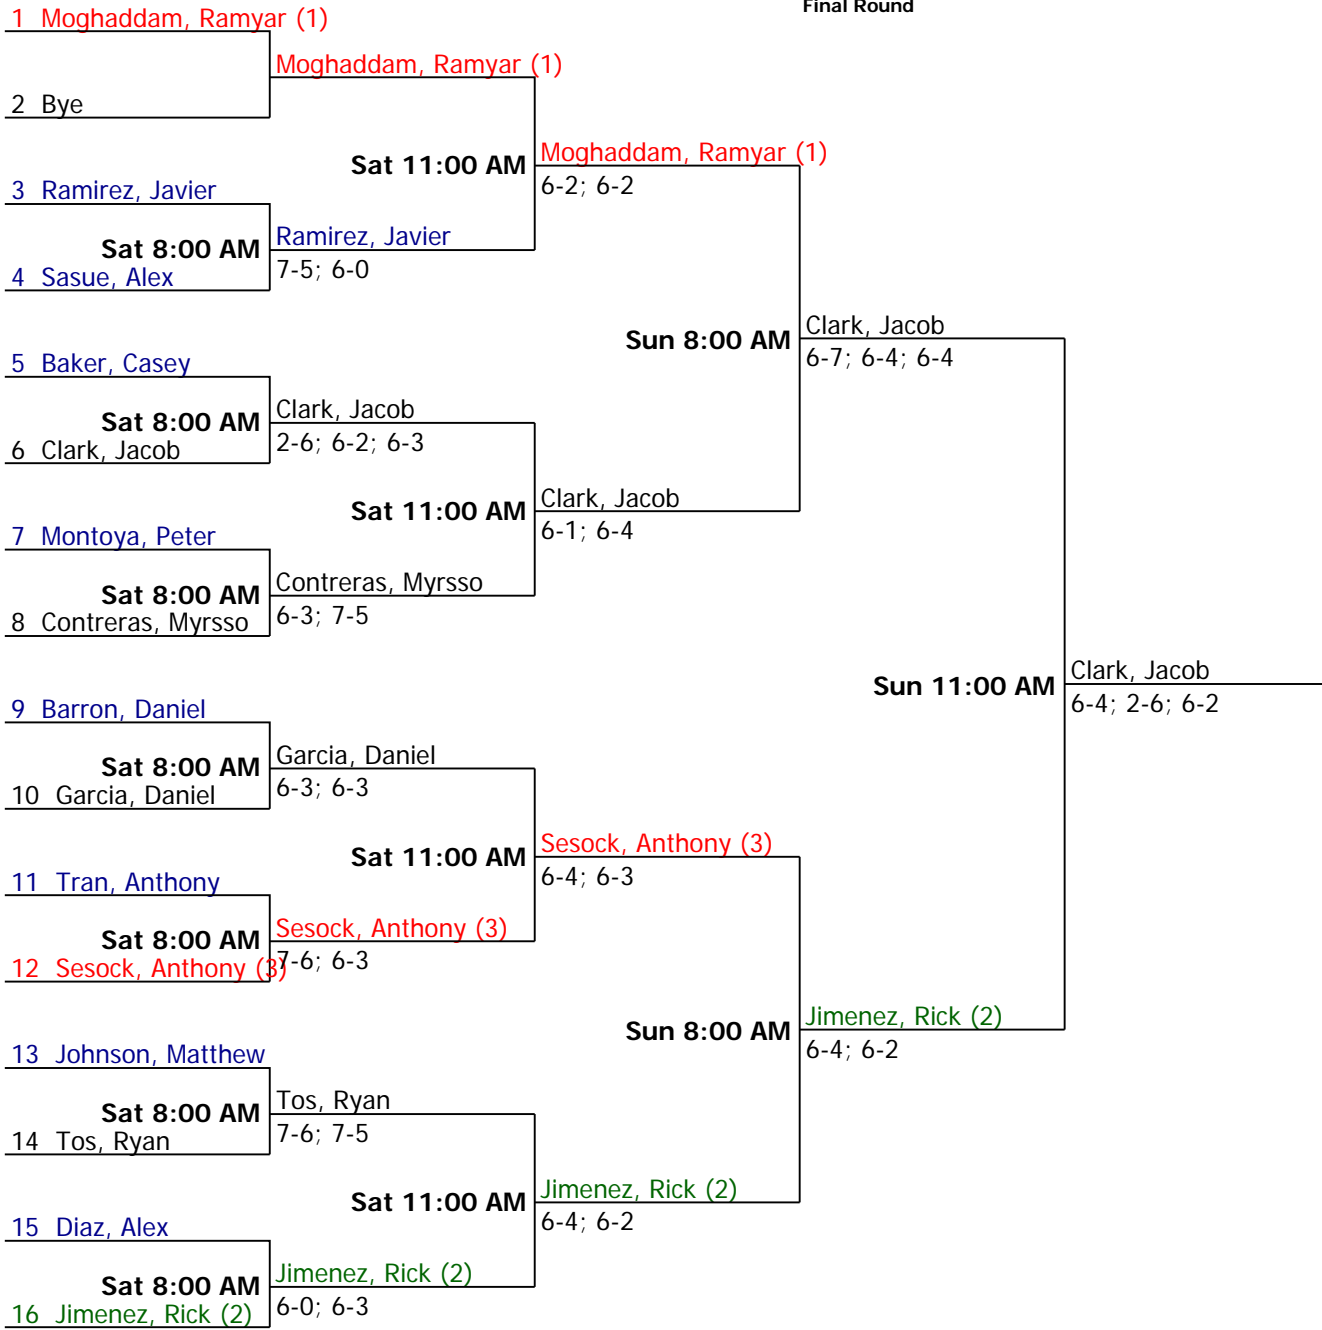 Final Round
1 Moghaddam, Ramyar (1)
Moghaddam, Ramyar (1)
2 Bye
Sat 11:00 AM
Moghaddam, Ramyar (1)
6-2; 6-2
3 Ramirez, Javier
Sat 8:00 AM
Ramirez, Javier
7-5; 6-0
4 Sasue, Alex
Sun 8:00 AM
Clark, Jacob
6-7; 6-4; 6-4
5 Baker, Casey
Sat 8:00 AM
Clark, Jacob
2-6; 6-2; 6-3
6 Clark, Jacob
Sat 11:00 AM
Clark, Jacob
6-1; 6-4
7 Montoya, Peter
Sat 8:00 AM
Contreras, Myrsso
6-3; 7-5
8 Contreras, Myrsso
Sun 11:00 AM
Clark, Jacob
6-4; 2-6; 6-2
9 Barron, Daniel
Sat 8:00 AM
Garcia, Daniel
6-3; 6-3
10 Garcia, Daniel
Sat 11:00 AM
Sesock, Anthony (3)
6-4; 6-3
11 Tran, Anthony
Sat 8:00 AM
Sesock, Anthony (3)
7-6; 6-3
12 Sesock, Anthony (3)
Sun 8:00 AM
Jimenez, Rick (2)
6-4; 6-2
13 Johnson, Matthew
Sat 8:00 AM
Tos, Ryan
7-6; 7-5
14 Tos, Ryan
Sat 11:00 AM
Jimenez, Rick (2)
6-4; 6-2
15 Diaz, Alex
Sat 8:00 AM
Jimenez, Rick (2)
6-0; 6-3
16 Jimenez, Rick (2)